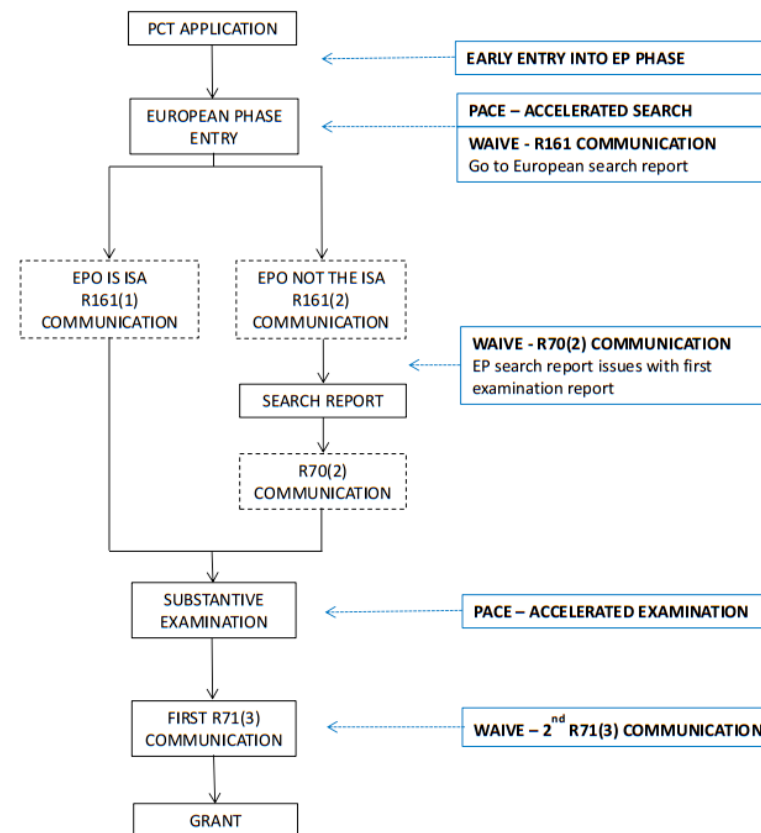 PCT APPLICATION
EARLY ENTRY INTO EP PHASE
EUROPEAN PHASE
ENTRY
PACE – ACCELERATED SEARCH
WAIVE - R161 COMMUNICATION
Go to European search report
EPO IS ISA
R161(1)
COMMUNICATION
EPO NOT THE ISA
R161(2)
COMMUNICATION
WAIVE - R70(2) COMMUNICATION
EP search report issues with first
examination report
SEARCH REPORT
R70(2)
COMMUNICATION
SUBSTANTIVE
EXAMINATION
PACE – ACCELERATED EXAMINATION
FIRST R71(3)
COMMUNICATION
WAIVE – 2nd R71(3) COMMUNICATION
GRANT